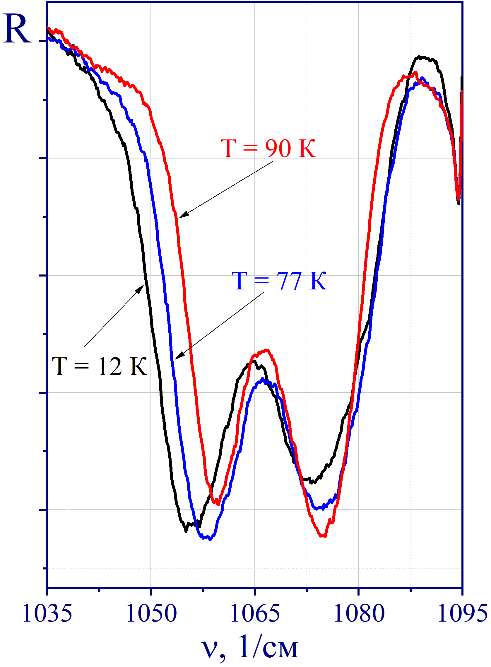 R
T = 90 К
T = 77 К
T = 12 К
1035 1050 1065 1080 1095
ν, 1/см